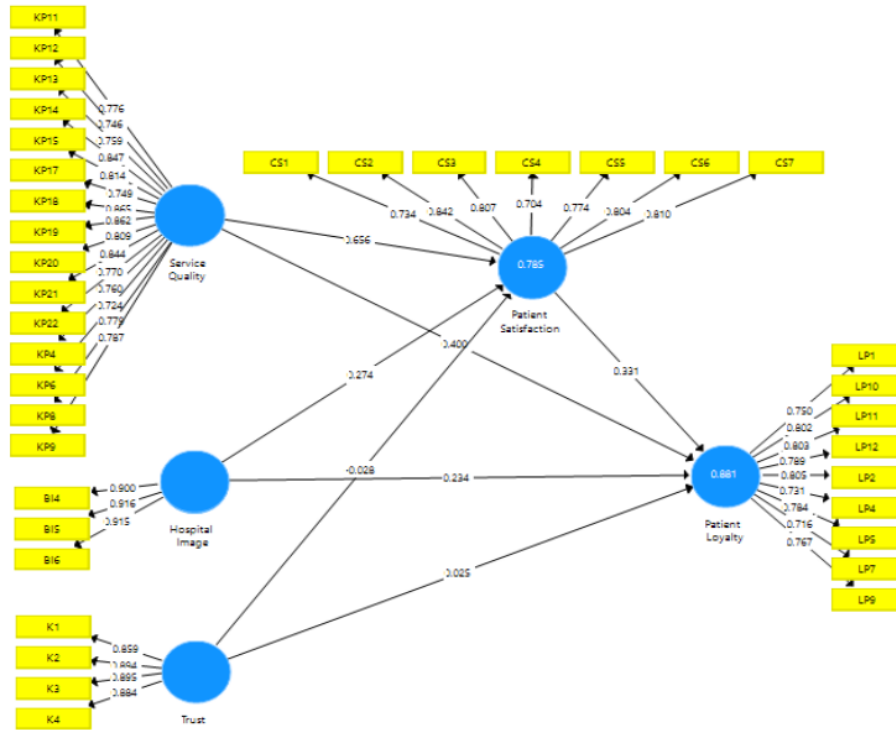 KP11
KP12
KP13
KP14
KP15
KP17
KP18
KP19
KP20
KP21
KP22
KP4
KP6
KP8
KP9
0.776
0.746
0.759
0.847
0.814
0.749
0.865
0.862
0.809
0.844
0.770
0.760
0.724
0.779
0.787
Service
Quality
CS1 CS2 CS3 CS4 CS5 CS6 CS7
0.734 0.842 0.807 0.704 0.774 0.804 0.810
0.656
0.785
Patient
Satisfaction
0.400
0.274
0.331
-0.028
0.234
0.025
BI4
BI5
BI6
0.900
0.916
0.915
Hospital
Image
K1
K2
K3
K4
0.859
0.894
0.895
0.884
Trust
0.881
Patient
Loyalty
0.750
0.802
0.803
0.789
0.805
0.731
0.784
0.716
0.767
LP1
LP10
LP11
LP12
LP2
LP4
LP5
LP7
LP9